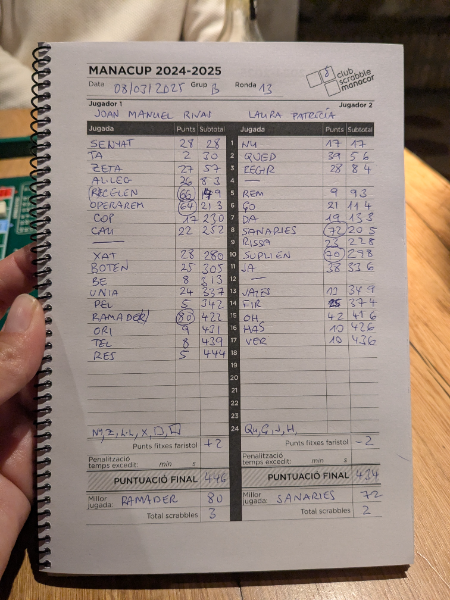 MANACUP 2024-2025
club scrabble manacor
Data 08/03/2025 Grup B Ronda 13
Jugador 1 Jugador 2
JOAN MANUEL LAURA PATRICIA
Jugada Punts Subtotal Jugada Punts Subtotal
SENYAT 28 28 1 NU 17 17
TA 2 30 2 QUED 39 56
ZETA 27 57 3 REGIR 28 84
AL·LEG 26 83 4 —
RECELEN 66 149 5 REM 9 93
OPERAREM 64 213 6 ÇO 21 114
COP 17 230 7 DA 19 133
CAU 22 252 8 SANARIES 72 205
— 9 RISSA 23 228
XAT 28 280 10 SUPLIEN 70 298
BOTEN 25 305 11 JA 38 336
BE 8 313 12 —
UNIA 24 337 13 13 349
PEL 5 342 14 FIR 25 374
RAMADER 80 422 15 OH 42 416
ORI 9 431 16 HAS 10 426
TEL 8 439 17 VER 10 436
RES 5 444 18
19
20
21
22
23
24
Punts fitxes faristol +2 Punts fitxes faristol -2
Penalització temps excedit: min s Penalització temps excedit: min s
PUNTUACIÓ FINAL 446 PUNTUACIÓ FINAL 434
Millor jugada: RAMADER 80 Millor jugada: SANARIES 72
Total scrabbles 3 Total scrabbles 2